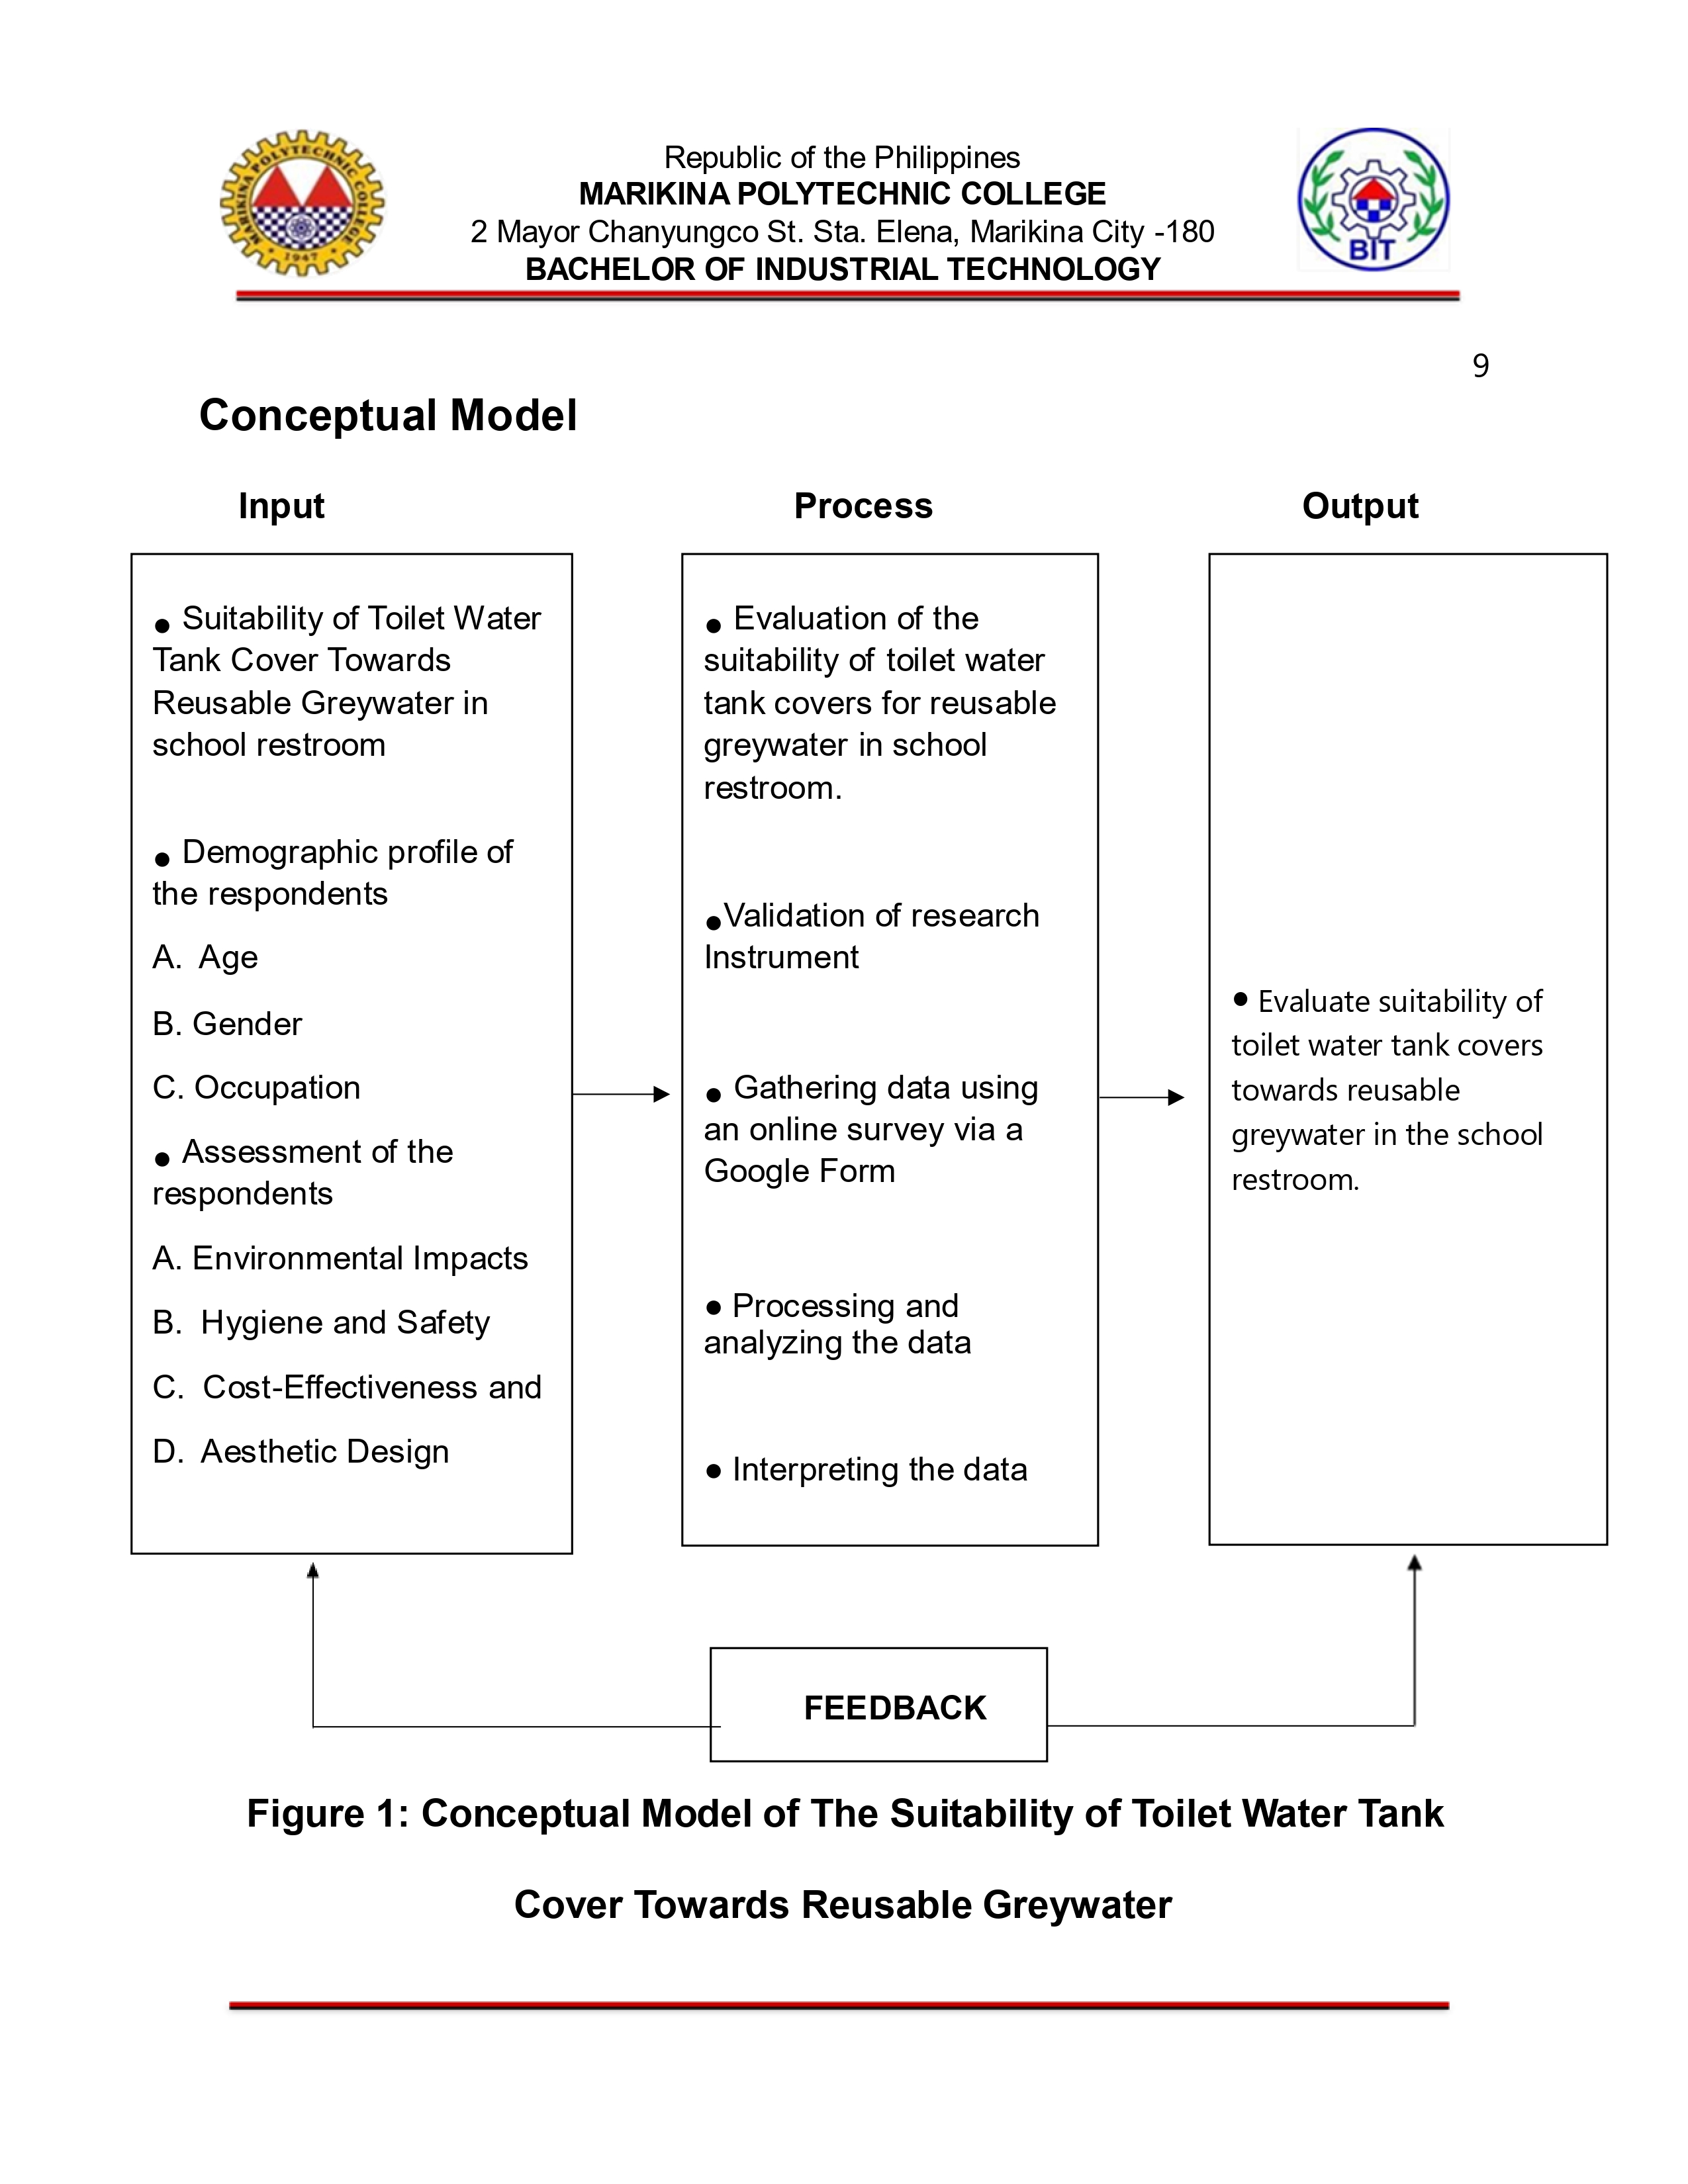 MARIKINA POLYTECHNIC COLLEGE
1947
Republic of the Philippines
MARIKINA POLYTECHNIC COLLEGE
2 Mayor Chanyungco St. Sta. Elena, Marikina City -180
BACHELOR OF INDUSTRIAL TECHNOLOGY
BIT
9
Conceptual Model
Input
Process
Output
● Suitability of Toilet Water
Tank Cover Towards
Reusable Greywater in
school restroom
● Demographic profile of
the respondents
A. Age
B. Gender
C. Occupation
● Assessment of the
respondents
A. Environmental Impacts
B. Hygiene and Safety
C. Cost-Effectiveness and
D. Aesthetic Design
● Evaluation of the
suitability of toilet water
tank covers for reusable
greywater in school
restroom.
●Validation of research
Instrument
● Gathering data using
an online survey via a
Google Form
● Processing and
analyzing the data
● Interpreting the data
● Evaluate suitability of
toilet water tank covers
towards reusable
greywater in the school
restroom.
FEEDBACK
Figure 1: Conceptual Model of The Suitability of Toilet Water Tank
Cover Towards Reusable Greywater